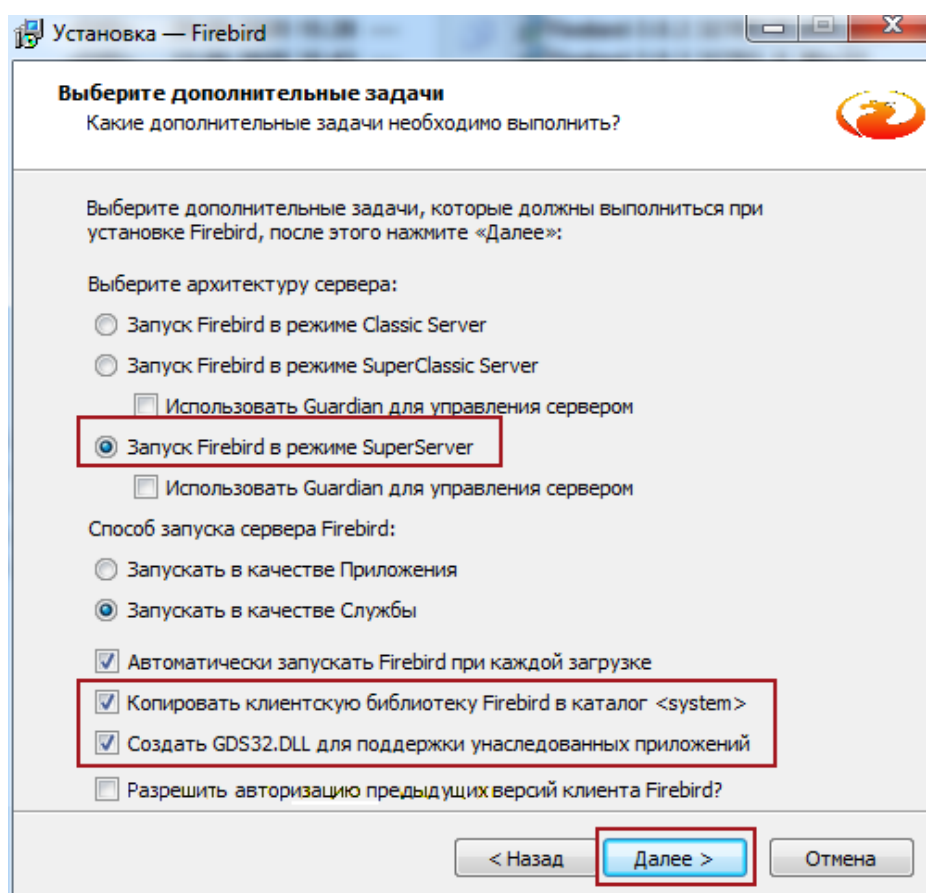 Установка — Firebird
Выберите дополнительные задачи
Какие дополнительные задачи необходимо выполнить?
Выберите дополнительные задачи, которые должны выполниться при
установке Firebird, после этого нажмите «Далее»:
Выберите архитектуру сервера:
Запуск Firebird в режиме Classic Server
Запуск Firebird в режиме SuperClassic Server
Использовать Guardian для управления сервером
Запуск Firebird в режиме SuperServer
Использовать Guardian для управления сервером
Способ запуска сервера Firebird:
Запускать в качестве Приложения
Запускать в качестве Службы
Автоматически запускать Firebird при каждой загрузке
Копировать клиентскую библиотеку Firebird в каталог <system>
Создать GDS32.DLL для поддержки унаследованных приложений
Разрешить авторизацию предыдущих версий клиента Firebird?
< Назад Далее > Отмена